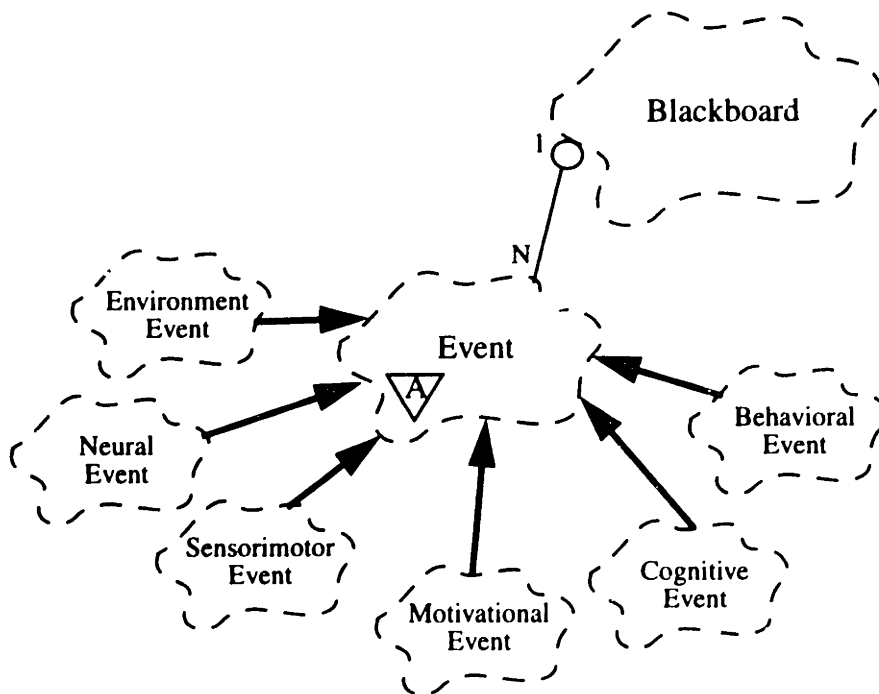 Blackboard
1
N
Environment
Event
Event
A
Neural
Event
Behavioral
Event
Sensorimotor
Event
Cognitive
Event
Motivational
Event